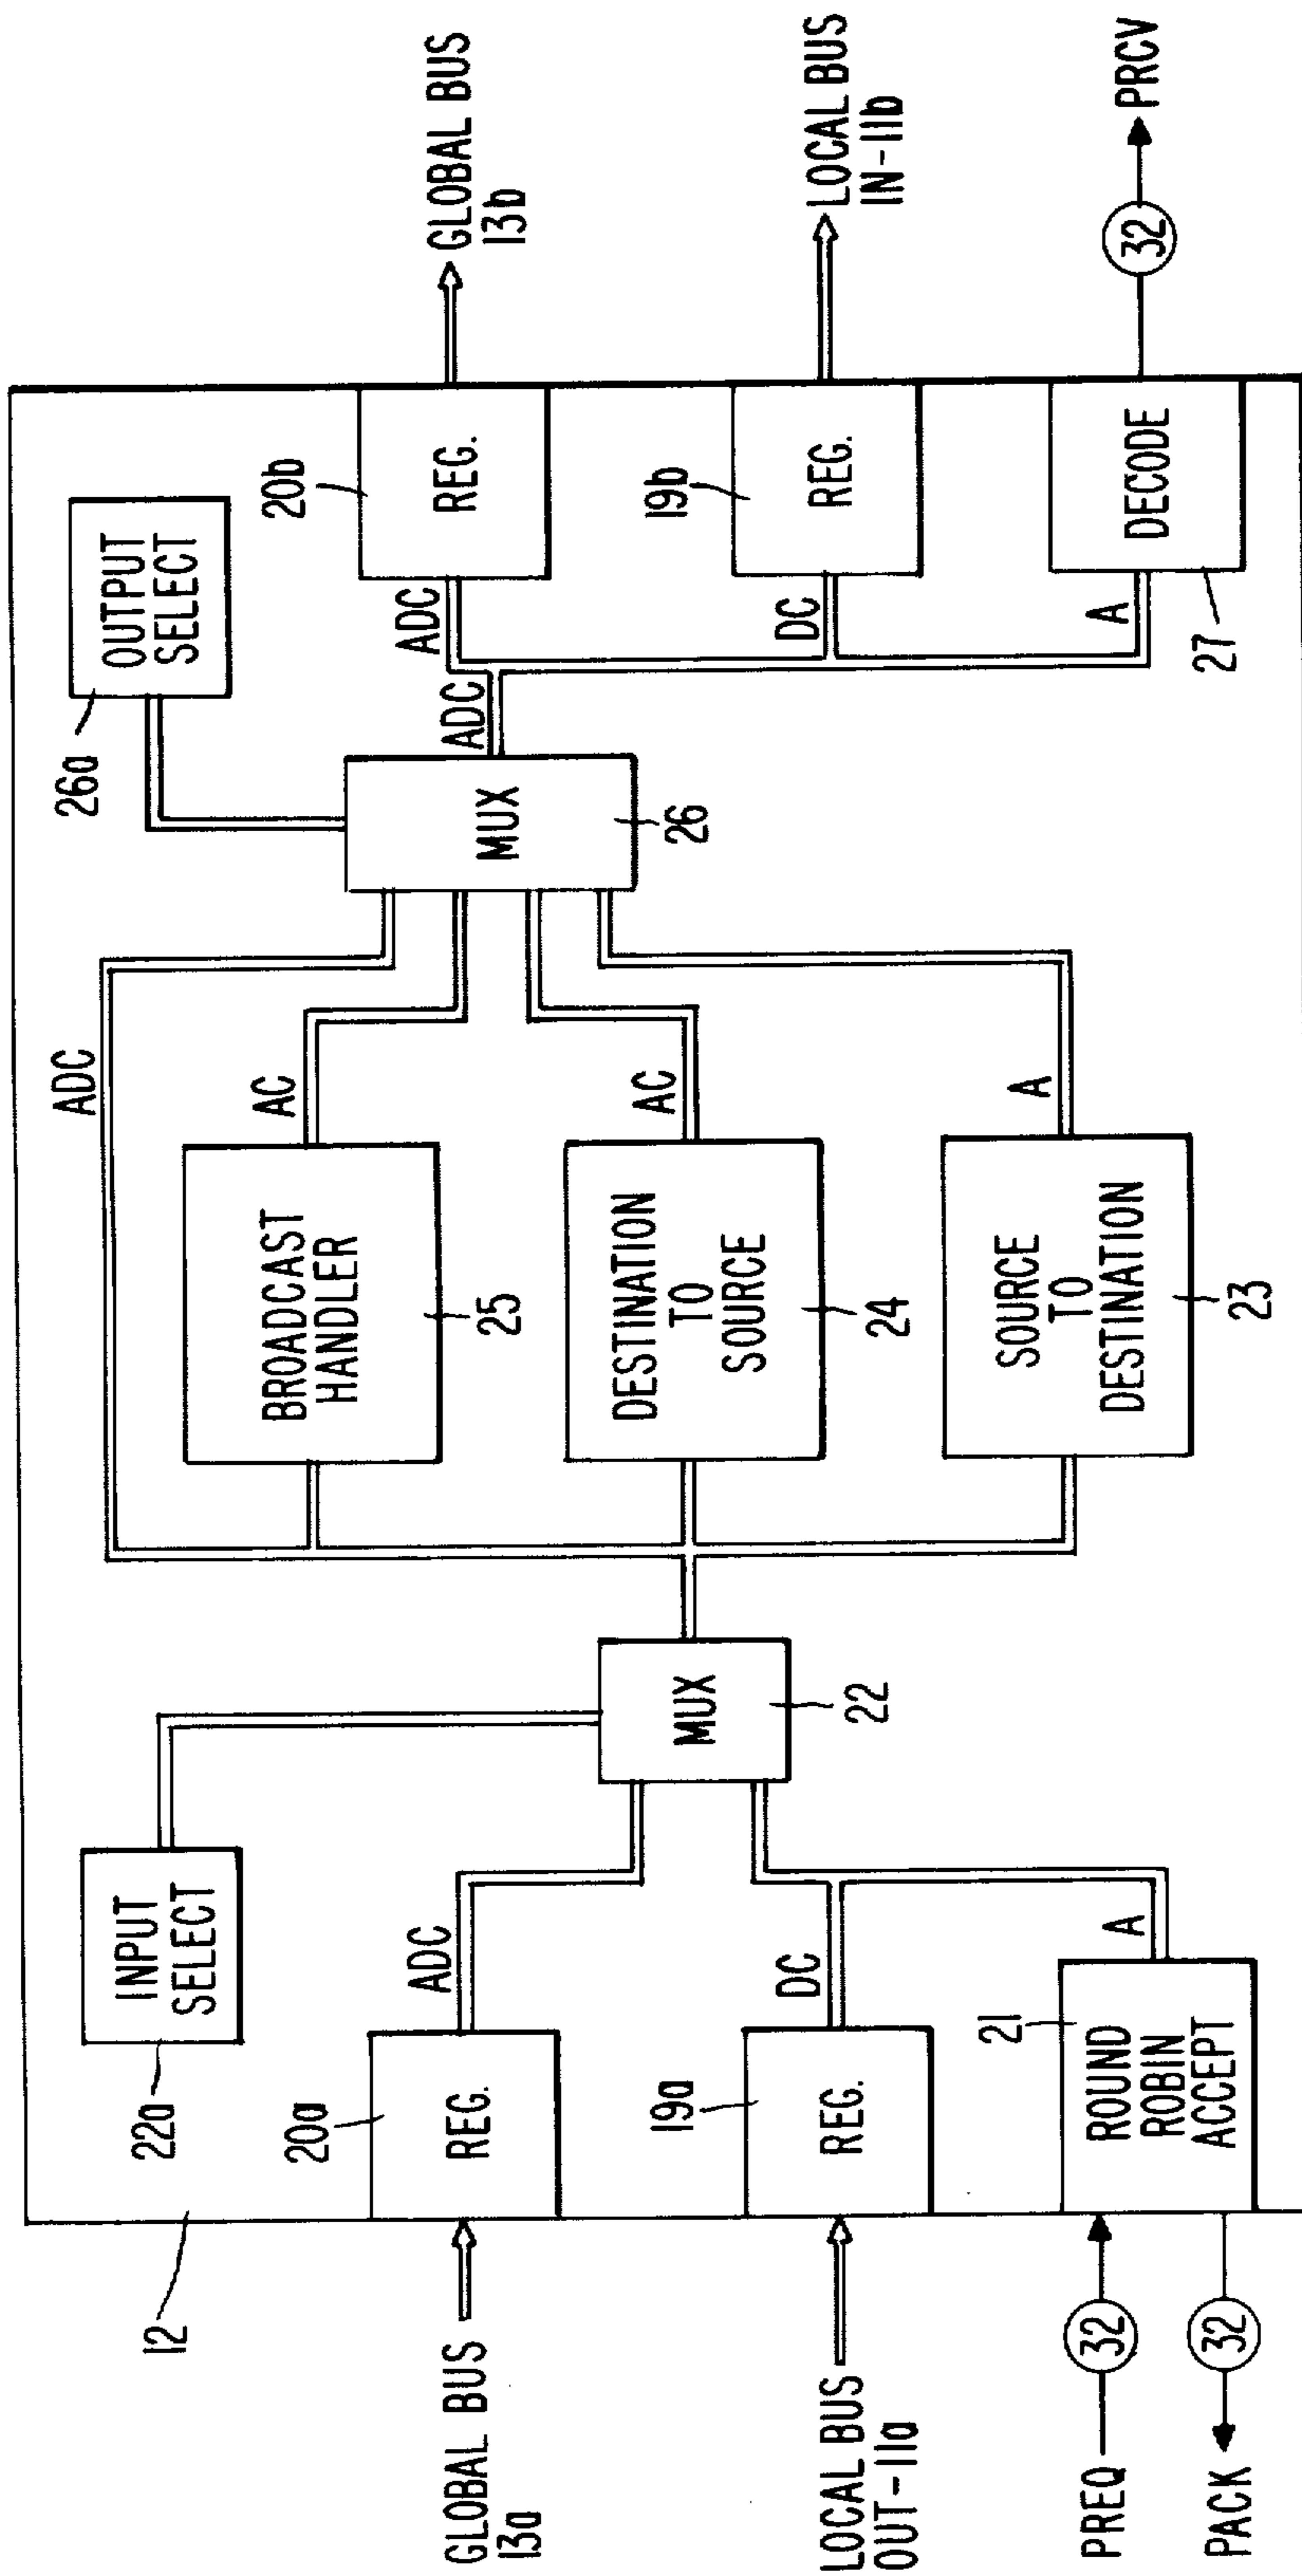 12
INPUT
SELECT
22a
GLOBAL BUS
13a
20a
REG.
ADC
LOCAL BUS
OUT-11a
19a
REG.
DC
PREQ
32
PACK
32
21
ROUND
ROBIN
ACCEPT
A
MUX
22
ADC
BROADCAST
HANDLER
25
AC
DESTINATION
TO
SOURCE
24
AC
SOURCE
TO
DESTINATION
23
A
MUX
26
26a
OUTPUT
SELECT
ADC
ADC
20b
REG.
GLOBAL BUS
13b
DC
19b
REG.
LOCAL BUS
IN-11b
A
DECODE
27
32
PRCV